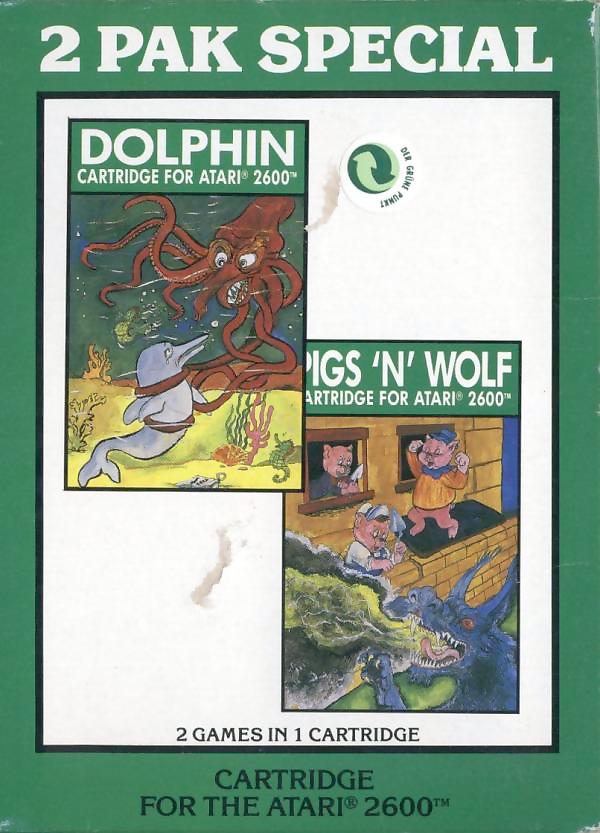 2 PAK SPECIAL
DOLPHIN
CARTRIDGE FOR ATARI® 2600™
DER GRÜNE PUNKT
PIGS 'N' WOLF
CARTRIDGE FOR ATARI® 2600™
2 GAMES IN 1 CARTRIDGE
CARTRIDGE
FOR THE ATARI® 2600™